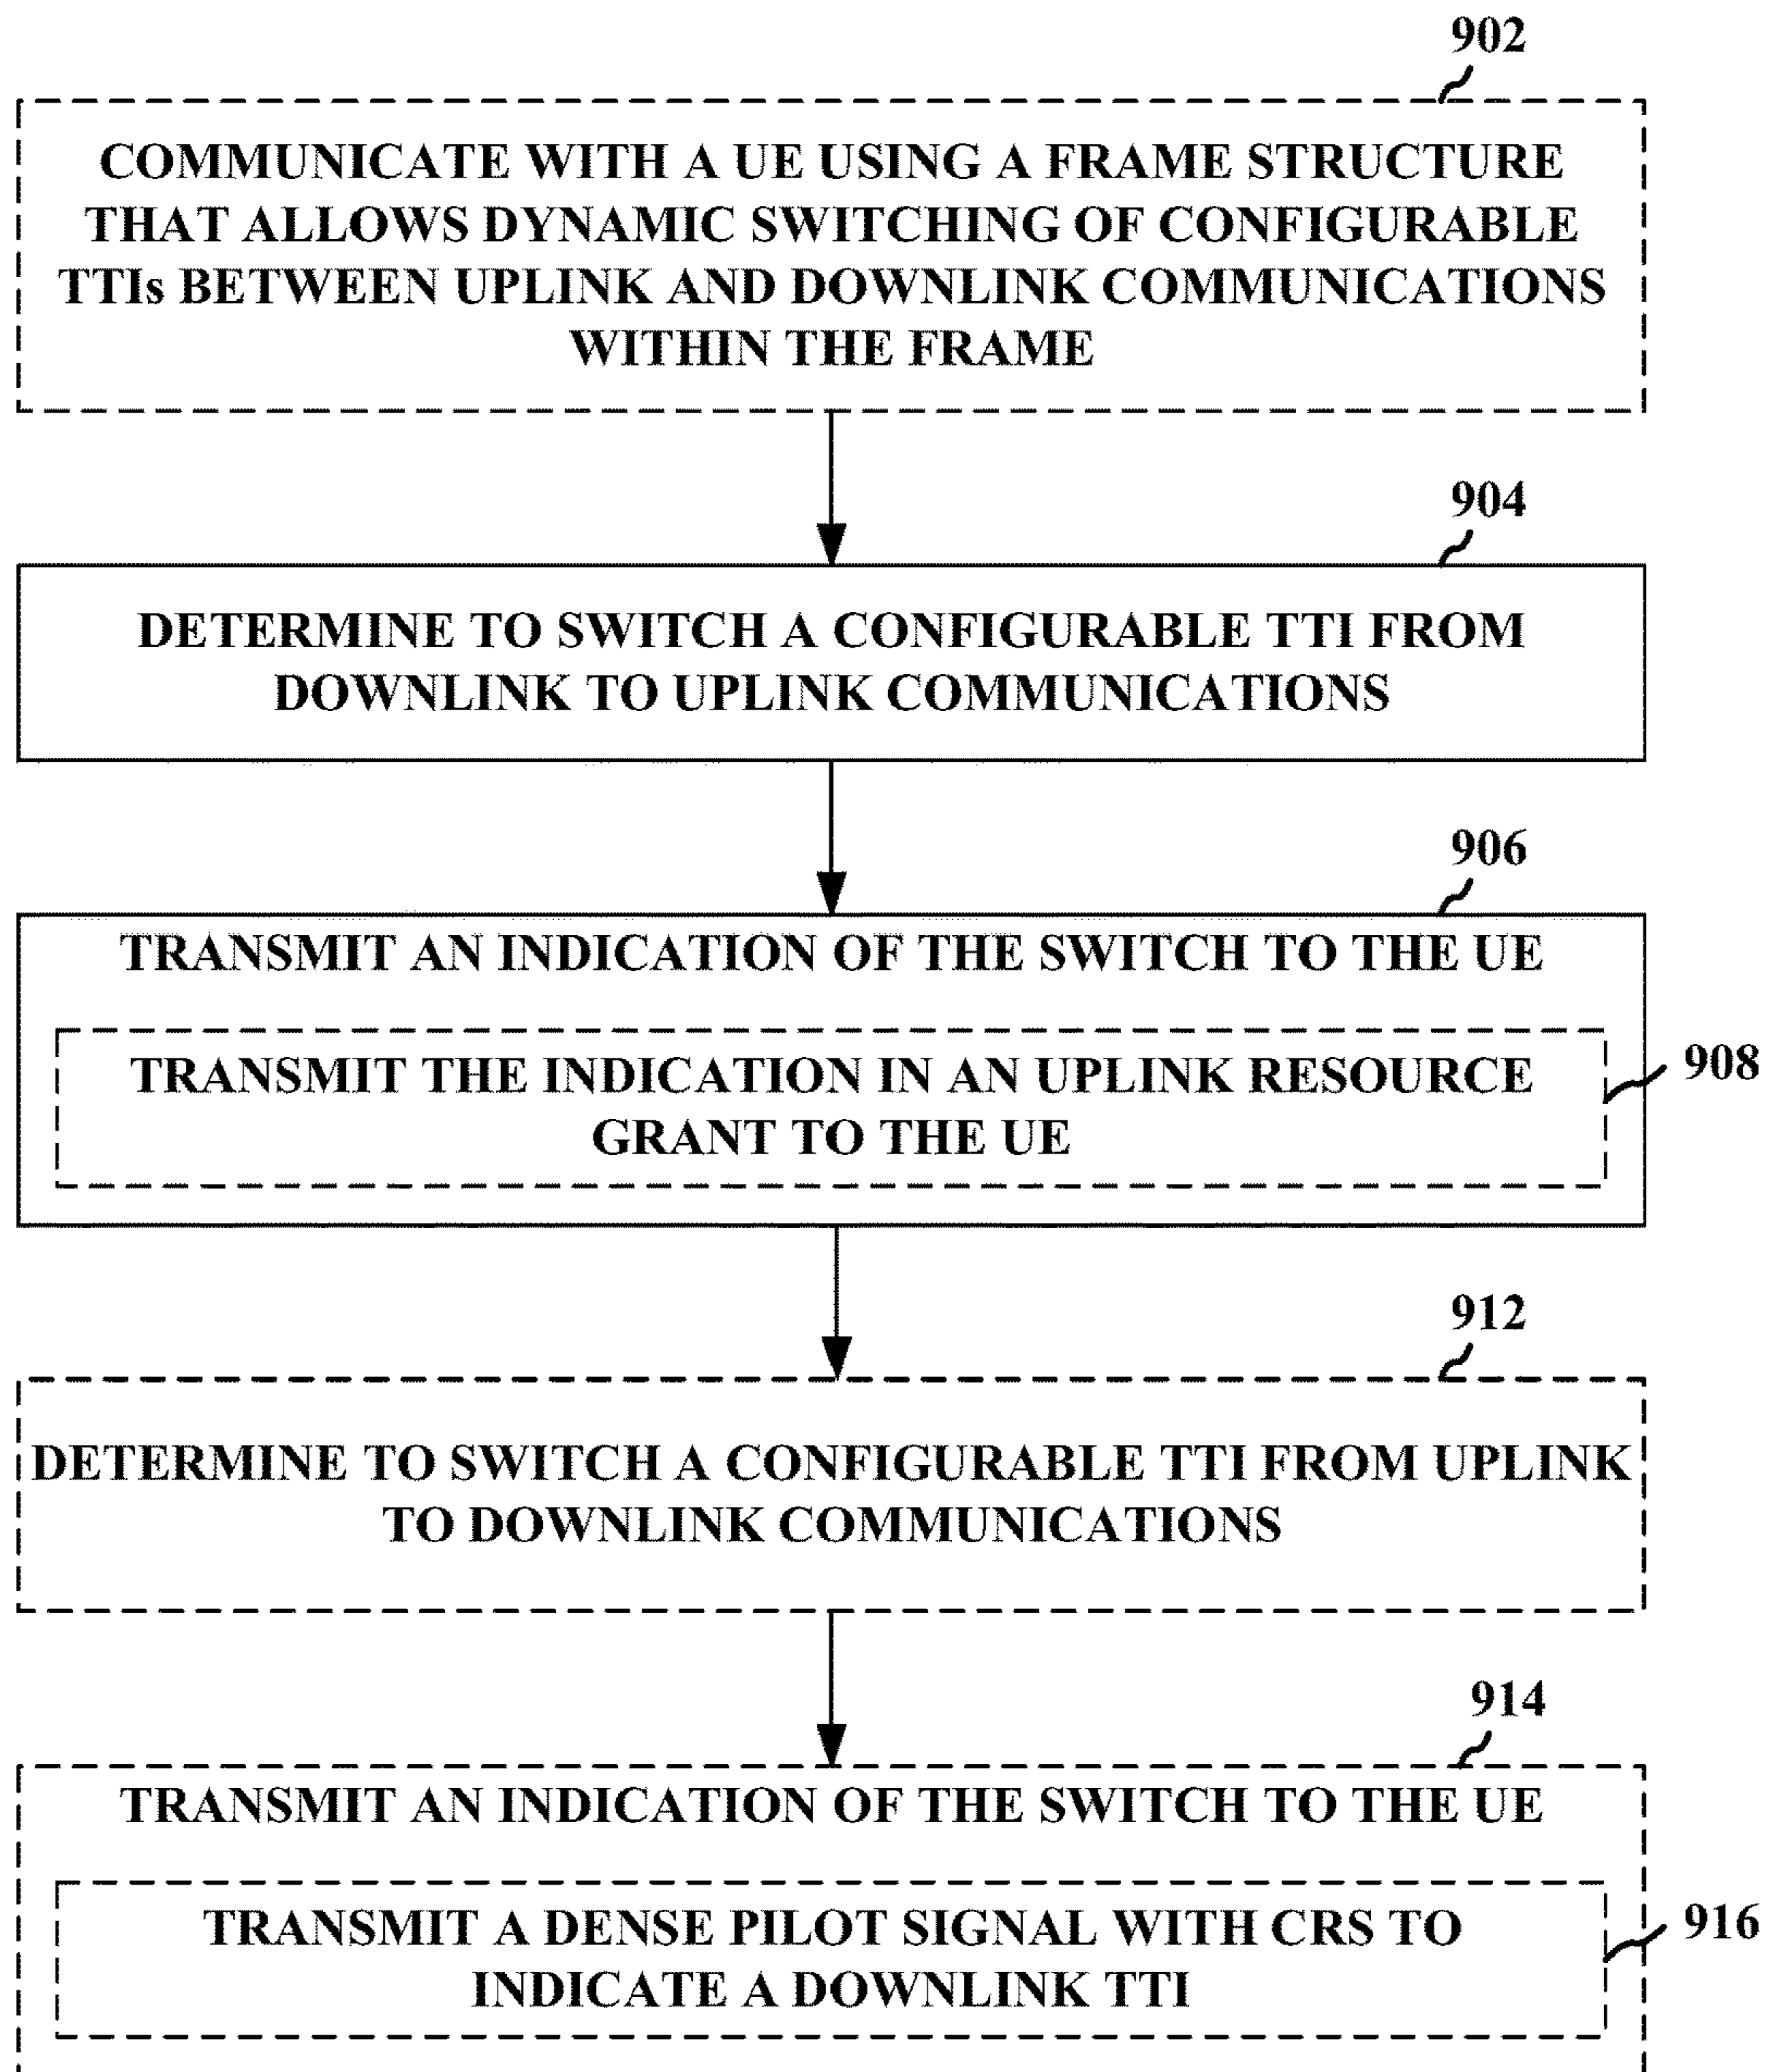 902
COMMUNICATE WITH A UE USING A FRAME STRUCTURE
THAT ALLOWS DYNAMIC SWITCHING OF CONFIGURABLE
TTIs BETWEEN UPLINK AND DOWNLINK COMMUNICATIONS
WITHIN THE FRAME
904
DETERMINE TO SWITCH A CONFIGURABLE TTI FROM
DOWNLINK TO UPLINK COMMUNICATIONS
906
TRANSMIT AN INDICATION OF THE SWITCH TO THE UE
TRANSMIT THE INDICATION IN AN UPLINK RESOURCE
GRANT TO THE UE
908
912
DETERMINE TO SWITCH A CONFIGURABLE TTI FROM UPLINK
TO DOWNLINK COMMUNICATIONS
914
TRANSMIT AN INDICATION OF THE SWITCH TO THE UE
TRANSMIT A DENSE PILOT SIGNAL WITH CRS TO
INDICATE A DOWNLINK TTI
916